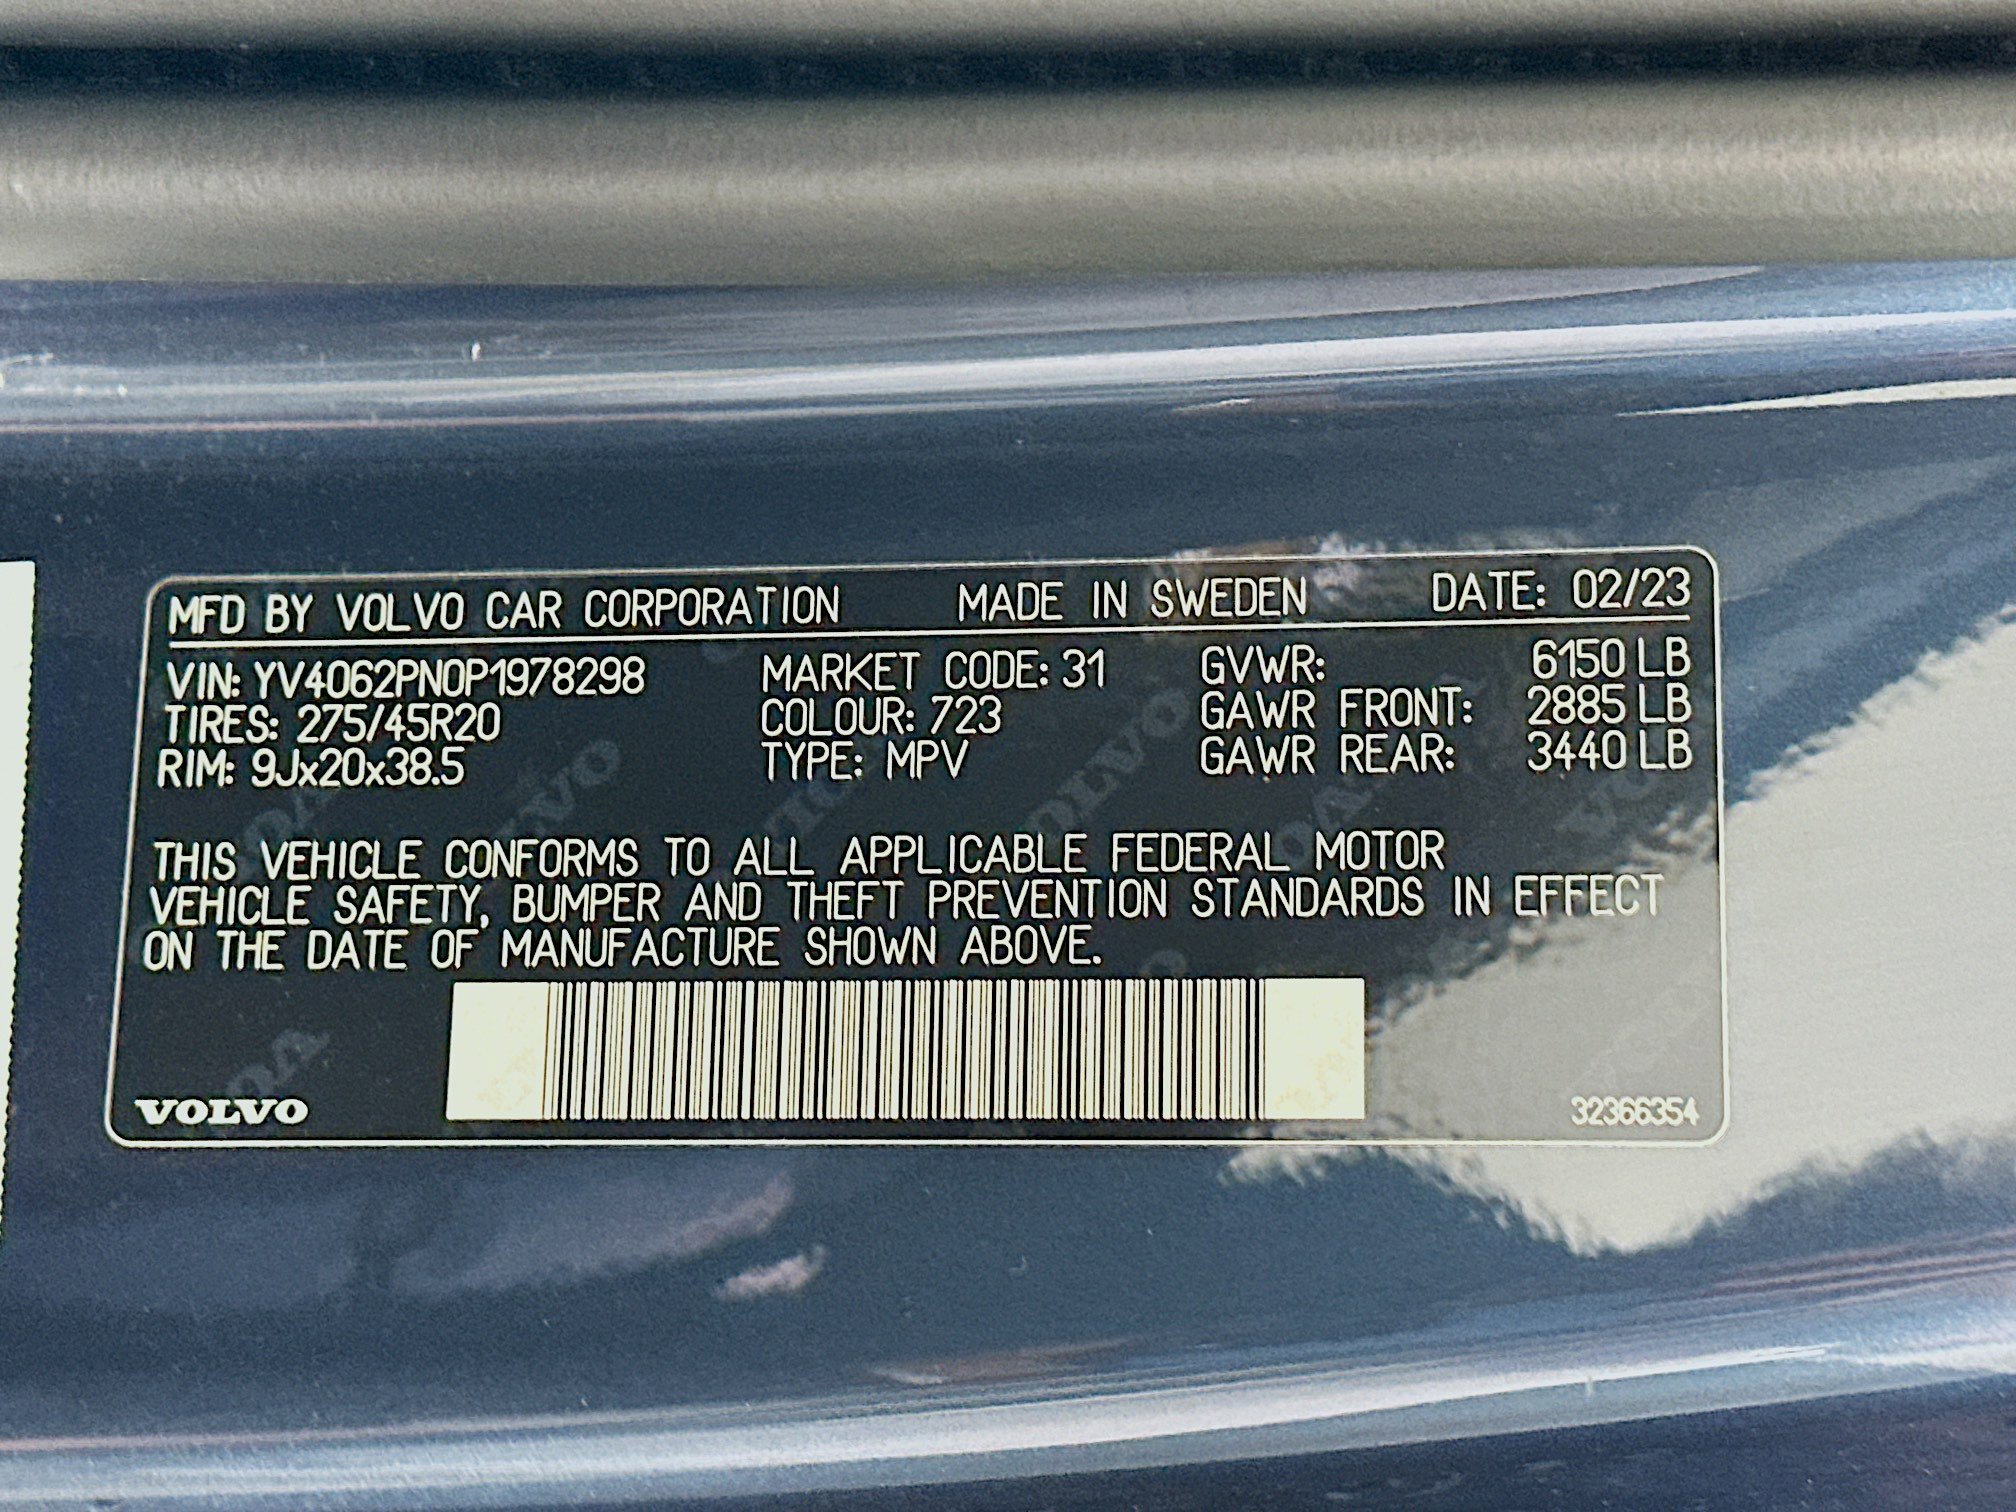 MFD BY VOLVO CAR CORPORATION MADE IN SWEDEN DATE: 02/23
VIN: YV4062PN0P1978298 MARKET CODE: 31 GVWR: 6150 LB
TIRES: 275/45R20 COLOUR: 723 GAWR FRONT: 2885 LB
RIM: 9Jx20x38.5 TYPE: MPV GAWR REAR: 3440 LB
THIS VEHICLE CONFORMS TO ALL APPLICABLE FEDERAL MOTOR
VEHICLE SAFETY, BUMPER AND THEFT PREVENTION STANDARDS IN EFFECT
ON THE DATE OF MANUFACTURE SHOWN ABOVE.
VOLVO 32366354